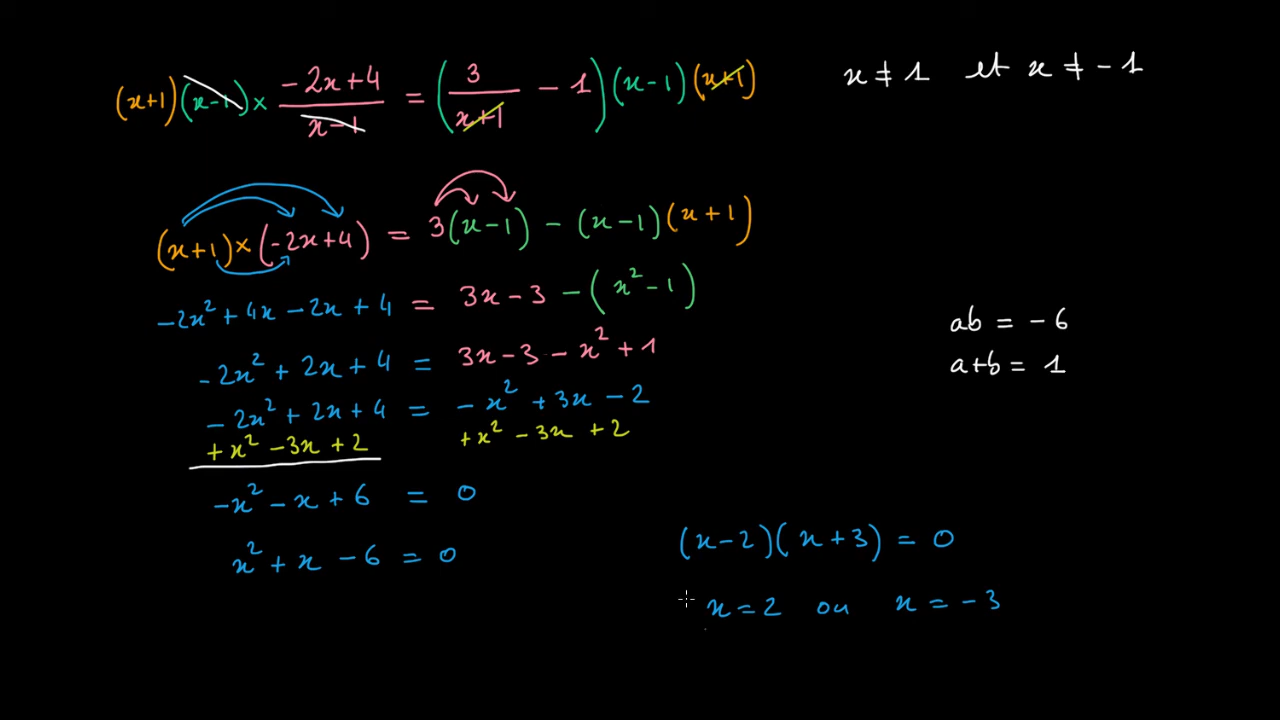 (x+1)(x-1) × (-2x+4)/(x-1) = (3/(x+1) - 1)(x-1)(x+1)
x ≠ 1 et x ≠ -1
(x+1)×(-2x+4) = 3(x-1) - (x-1)(x+1)
-2x² + 4x - 2x + 4 = 3x - 3 - (x² - 1)
-2x² + 2x + 4 = 3x - 3 - x² + 1
-2x² + 2x + 4 = -x² + 3x - 2
+x² - 3x + 2 +x² - 3x + 2
-x² - x + 6 = 0
x² + x - 6 = 0
ab = -6
a+b = 1
(x-2)(x+3) = 0
x = 2 ou x = -3